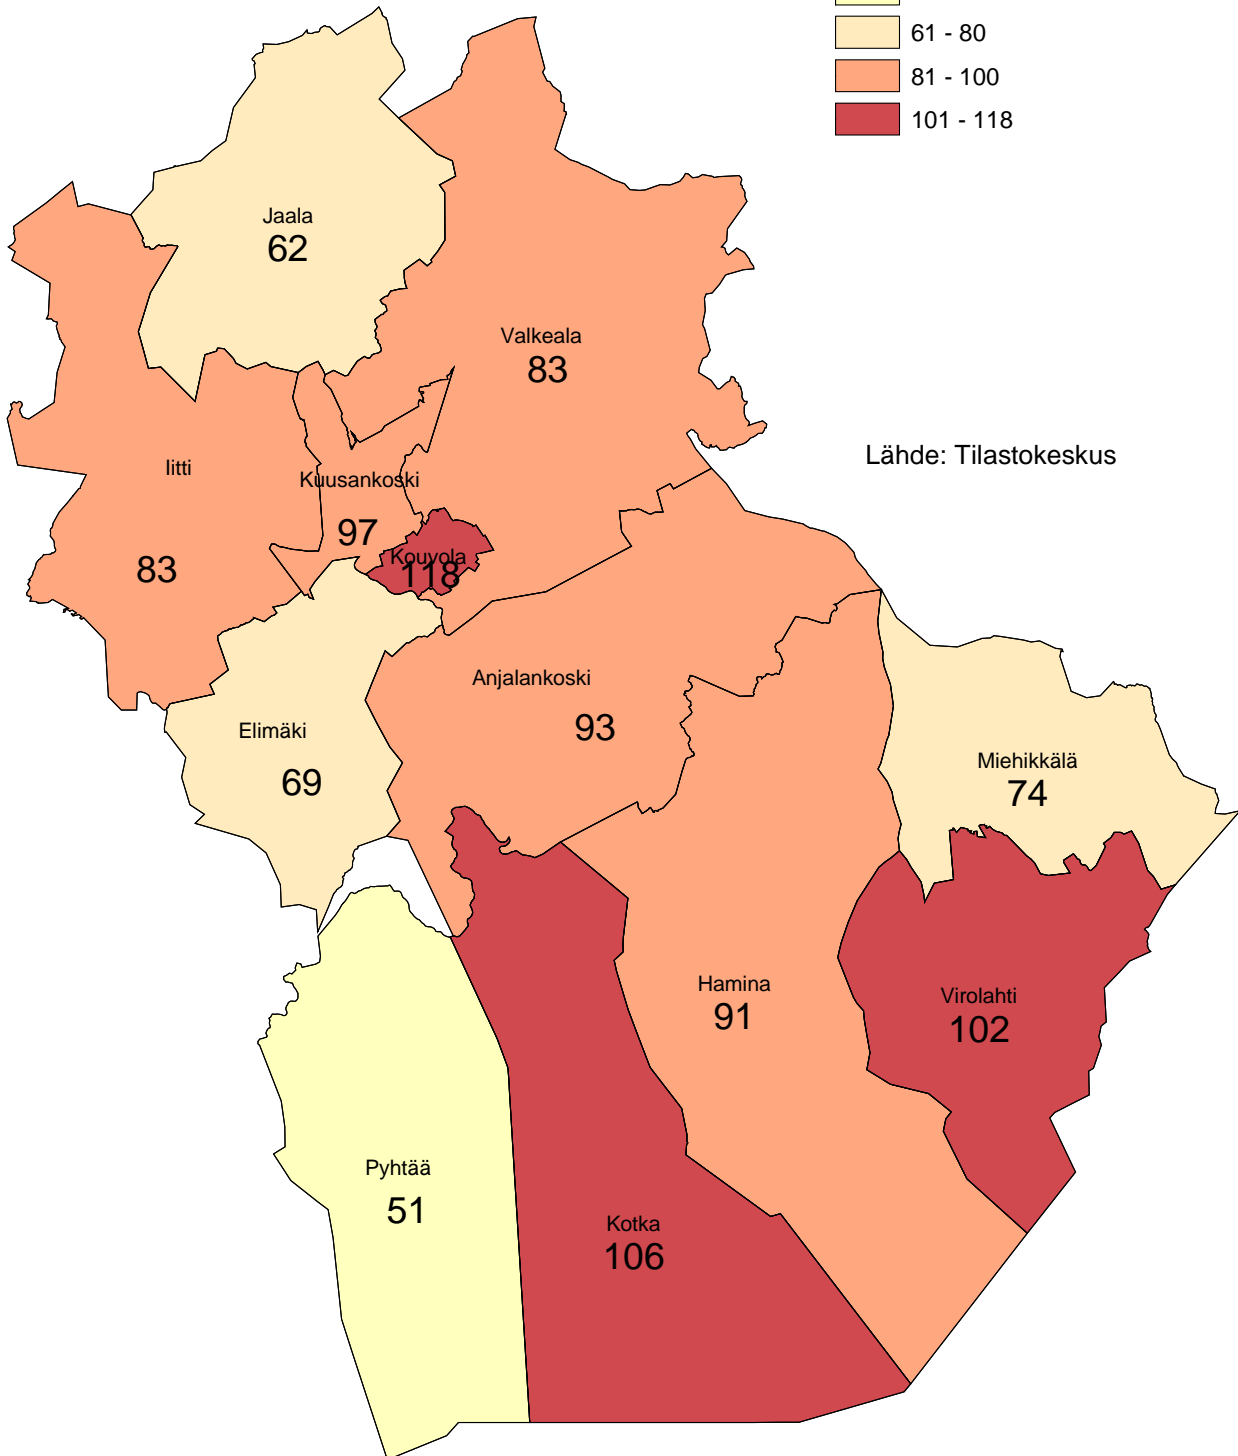 61 - 80
81 - 100
101 - 118
Jaala
62
Valkeala
83
Lähde: Tilastokeskus
Iitti
83
Kuusankoski
97
Kouvola
118
Anjalankoski
93
Elimäki
69
Miehikkälä
74
Hamina
91
Virolahti
102
Pyhtää
51
Kotka
106